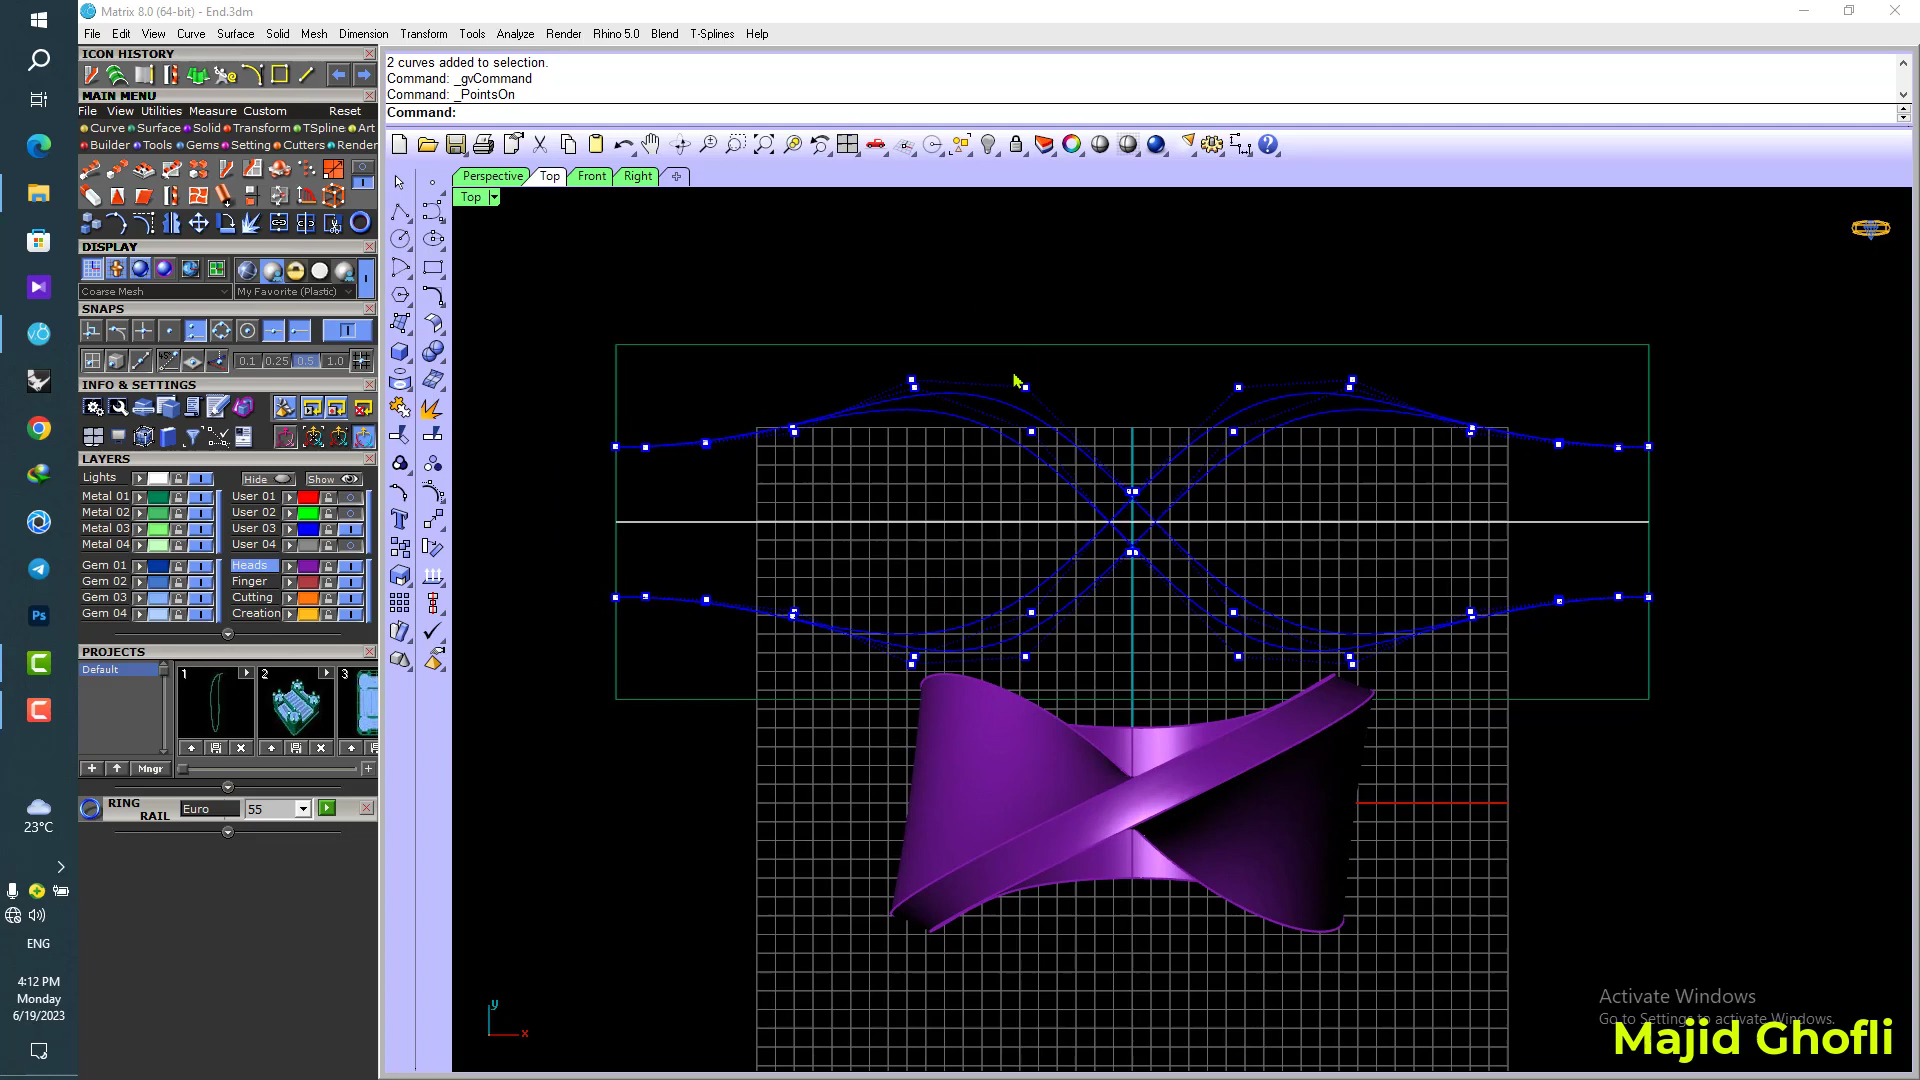 Matrix 8.0 (64-bit) - End.3dm
File Edit View Curve Surface Solid Mesh Dimension Transform Tools Analyze Render Rhino 5.0 Blend T-Splines Help
ICON HISTORY
MAIN MENU
File View Utilities Measure Custom Reset
Curve Surface Solid Transform TSpline Art
Builder Tools Gems Setting Cutters Render
DISPLAY
Coarse Mesh My Favorite (Plastic)
SNAPS
0.1 0.25 0.5 1.0
INFO & SETTINGS
LAYERS
Lights Hide Show
Metal 01 User 01
Metal 02 User 02
Metal 03 User 03
Metal 04 User 04
Gem 01 Heads
Gem 02 Finger
Gem 03 Cutting
Gem 04 Creation
PROJECTS
Default
1 2 3
Mngr
RING RAIL Euro 55
2 curves added to selection.
Command: _gvCommand
Command: _PointsOn
Command:
Perspective Top Front Right
Top
y
x
23°C
ENG
4:12 PM
Monday
6/19/2023
Activate Windows
Go to Settings to activate Windows.
Majid Ghofli